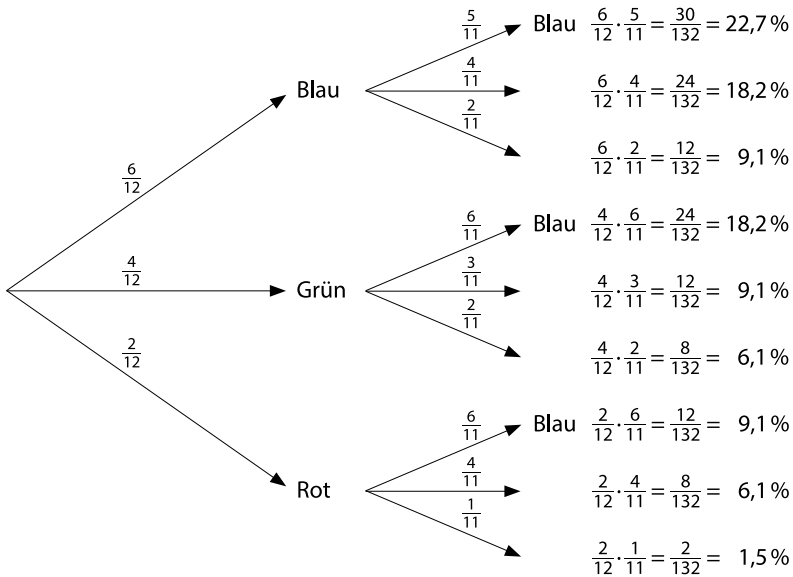 5/11 Blau 6/12 · 5/11 = 30/132 = 22,7 %
Blau 4/11 6/12 · 4/11 = 24/132 = 18,2 %
2/11 6/12 · 2/11 = 12/132 = 9,1 %
6/12
6/11 Blau 4/12 · 6/11 = 24/132 = 18,2 %
4/12 Grün 3/11 4/12 · 3/11 = 12/132 = 9,1 %
2/11 4/12 · 2/11 = 8/132 = 6,1 %
2/12
6/11 Blau 2/12 · 6/11 = 12/132 = 9,1 %
Rot 4/11 2/12 · 4/11 = 8/132 = 6,1 %
1/11 2/12 · 1/11 = 2/132 = 1,5 %